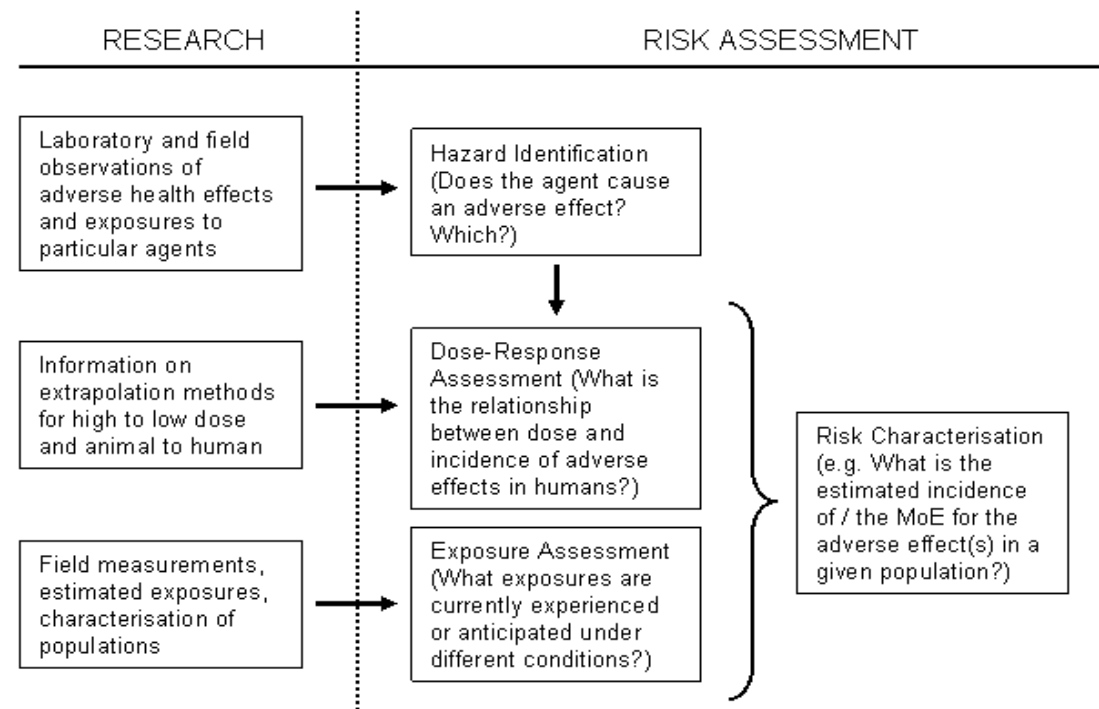 RESEARCH
RISK ASSESSMENT
Laboratory and field
observations of
adverse health effects
and exposures to
particular agents
Hazard Identification
(Does the agent cause
an adverse effect?
Which?)
Information on
extrapolation methods
for high to low dose
and animal to human
Dose-Response
Assessment (What is
the relationship
between dose and
incidence of adverse
effects in humans?)
Field measurements,
estimated exposures,
characterisation of
populations
Exposure Assessment
(What exposures are
currently experienced
or anticipated under
different conditions?)
Risk Characterisation
(e.g. What is the
estimated incidence
of / the MoE for the
adverse effect(s) in a
given population?)